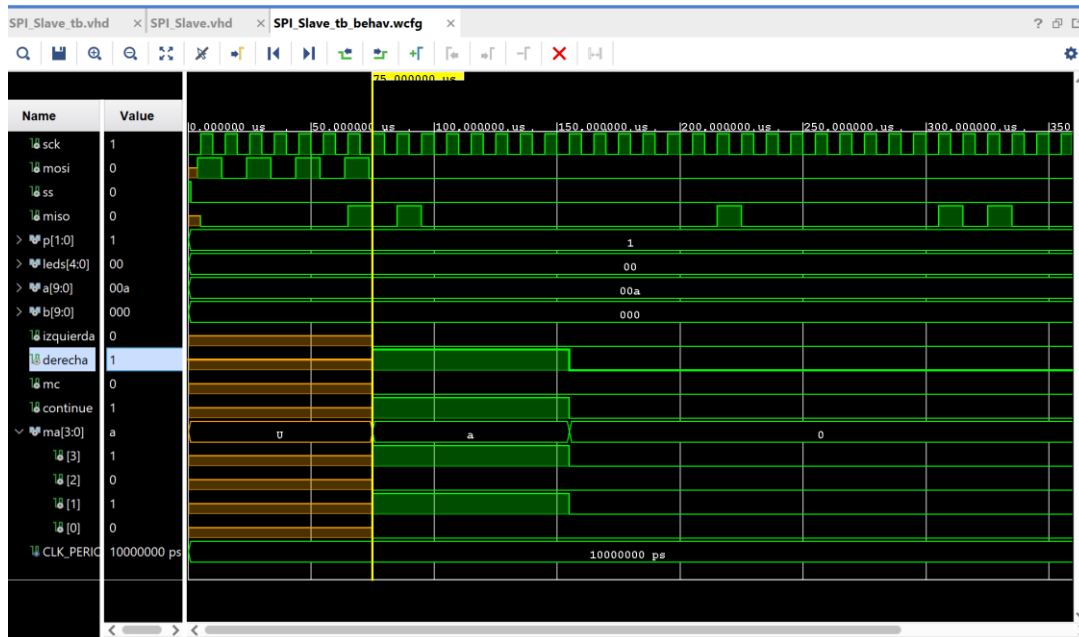 SPI_Slave_tb.vhd × SPI_Slave.vhd × SPI_Slave_tb_behav.wcfg × ?
75.000000 us
Name Value
0.000000 us 50.000000 us 100.000000 us 150.000000 us 200.000000 us 250.000000 us 300.000000 us 350
sck 1
mosi 0
ss 0
miso 0
p[1:0] 1 1
leds[4:0] 00 00
a[9:0] 00a 00a
b[9:0] 000 000
izquierda 0
derecha 1
mc 0
continue 1
ma[3:0] a U a 0
[3] 1
[2] 0
[1] 1
[0] 0
CLK_PERIC 10000000 ps 10000000 ps